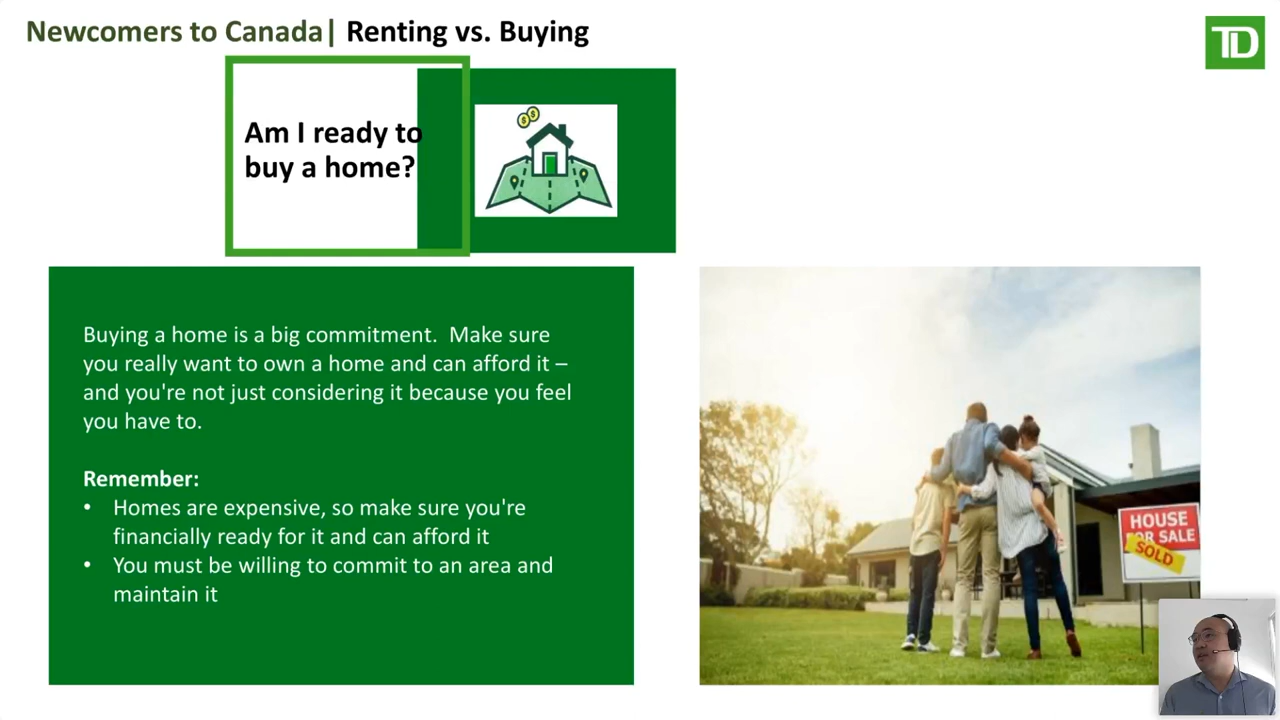 Newcomers to Canada| Renting vs. Buying
TD
Am I ready to
buy a home?
$ $
Buying a home is a big commitment.  Make sure
you really want to own a home and can afford it –
and you're not just considering it because you feel
you have to.
Remember:
• Homes are expensive, so make sure you're
financially ready for it and can afford it
• You must be willing to commit to an area and
maintain it
HOUSE
FOR SALE
SOLD